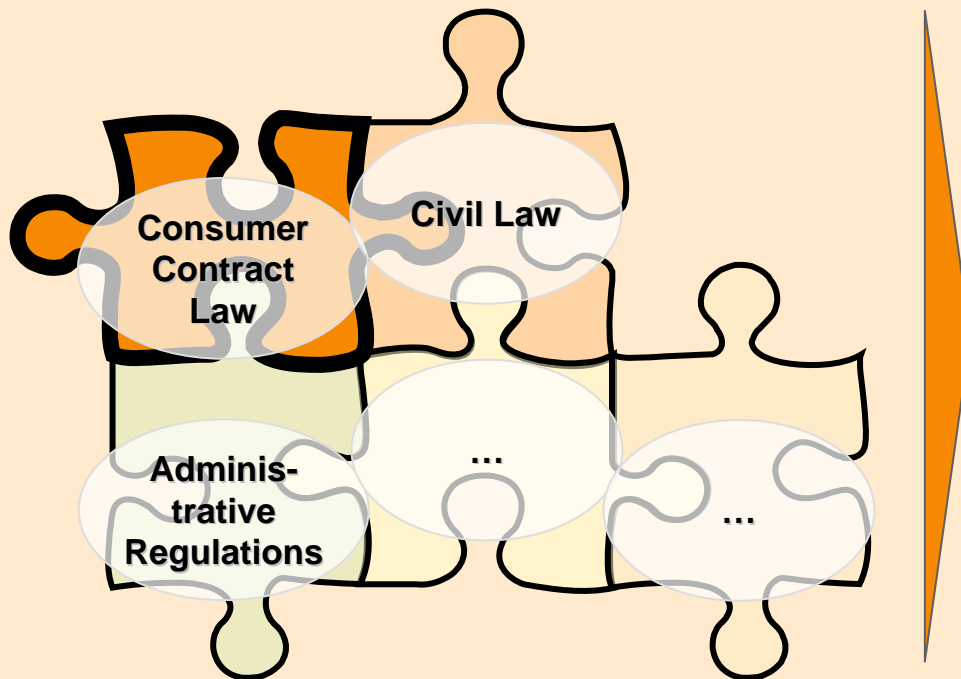 Consumer
Contract
Law
Civil Law
Adminis-
trative
Regulations
…
…